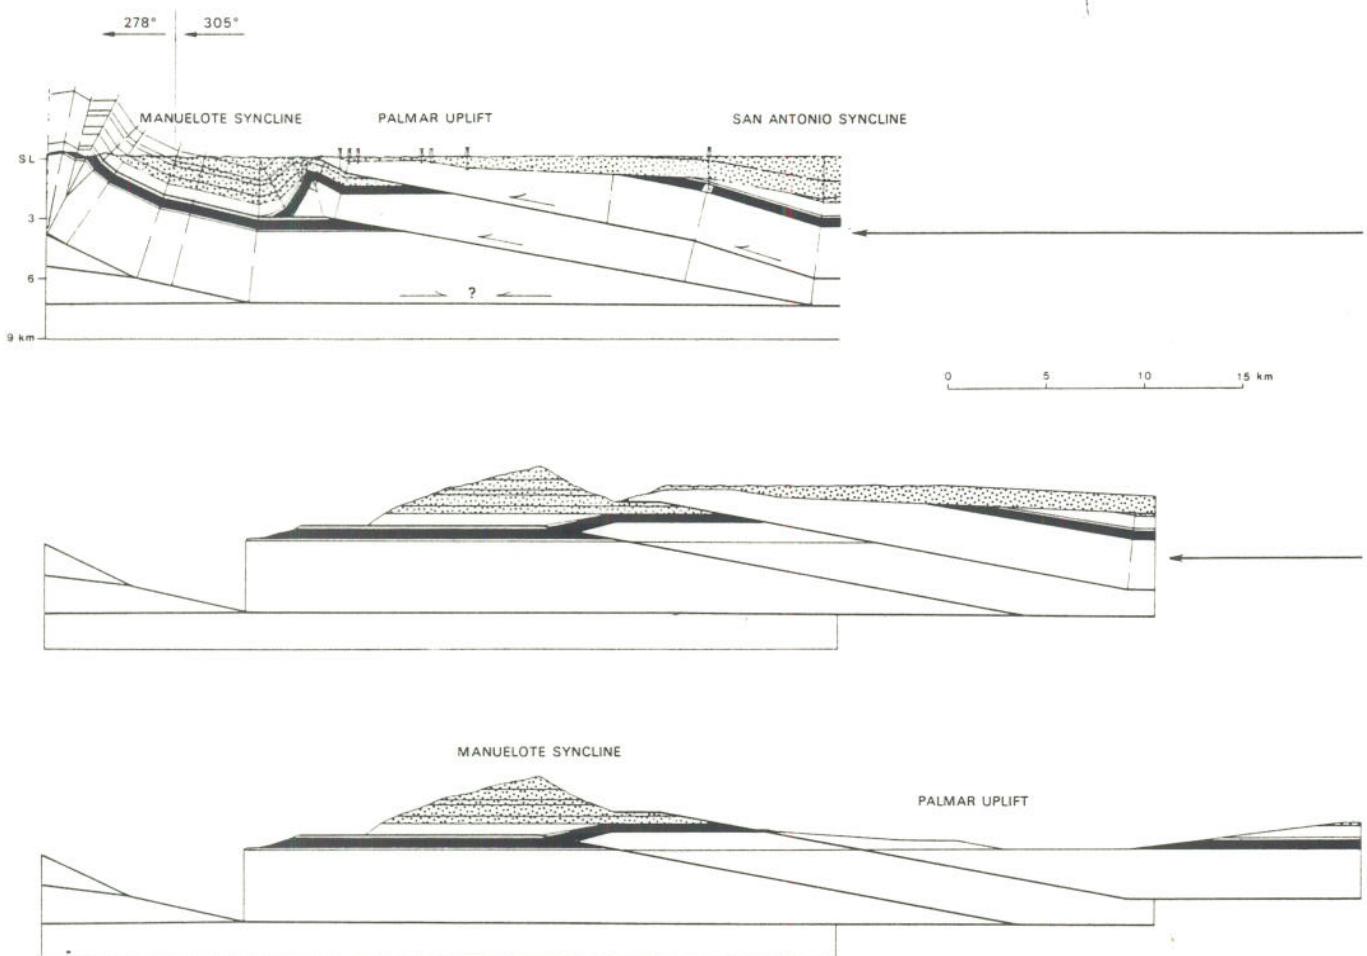 278° 305°
MANUELOTE SYNCLINE PALMAR UPLIFT SAN ANTONIO SYNCLINE
SL
3
6
?
9 km
0 5 10 15 km
MANUELOTE SYNCLINE
PALMAR UPLIFT